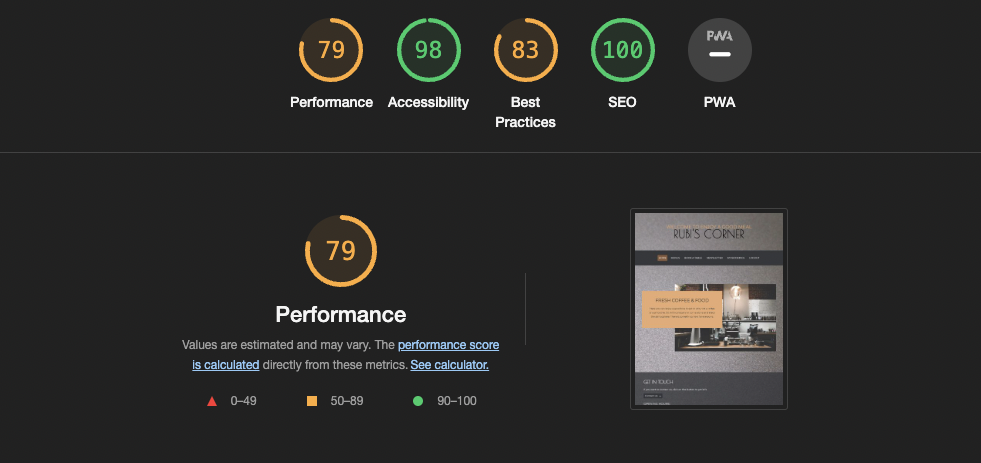 79
98
83
100
PWA
Performance
Accessibility
Best
Practices
SEO
PWA
79
Performance
Values are estimated and may vary. The performance score
is calculated directly from these metrics. See calculator.
0–49
50–89
90–100
RUBI'S CORNER
FRESH COFFEE & FOOD
GET IN TOUCH